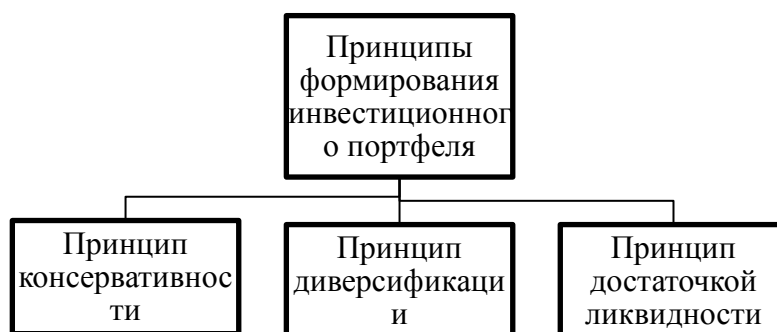 Принципы
формирования
инвестиционног
о портфеля
Принцип
консервативнос
ти
Принцип
диверсификаци
и
Принцип
достаточкой
ликвидности